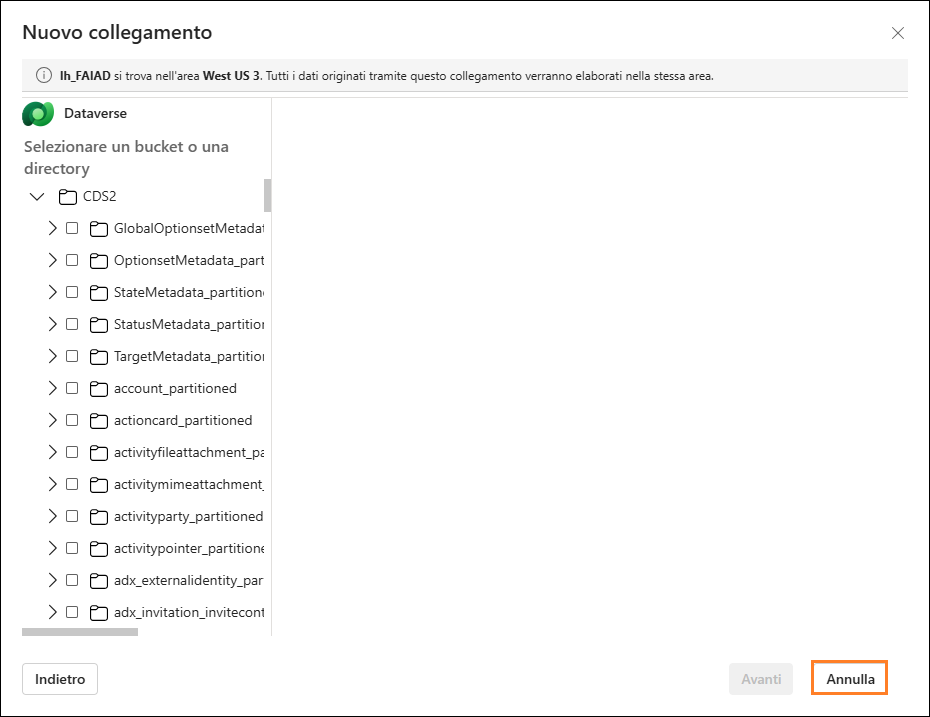 Nuovo collegamento
lh_FAIAD si trova nell'area West US 3. Tutti i dati originati tramite questo collegamento verranno elaborati nella stessa area.
Dataverse
Selezionare un bucket o una
directory
CDS2
GlobalOptionsetMetadat
OptionsetMetadata_part
StateMetadata_partition
StatusMetadata_partition
TargetMetadata_partition
account_partitioned
actioncard_partitioned
activityfileattachment_pa
activitymimeattachment_
activityparty_partitioned
activitypointer_partitione
adx_externalidentity_par
adx_invitation_invitecont
Indietro
Avanti
Annulla